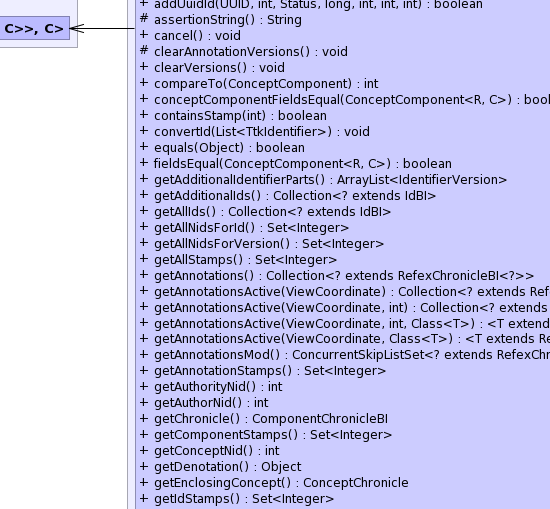 + addUuidId(UUID, int, Status, long, int, int, int) : boolean
# assertionString() : String
C>>, C>
+ cancel() : void
# clearAnnotationVersions() : void
+ clearVersions() : void
+ compareTo(ConceptComponent) : int
+ conceptComponentFieldsEqual(ConceptComponent<R, C>) : bool
+ containsStamp(int) : boolean
+ convertId(List<TtkIdentifier>) : void
+ equals(Object) : boolean
+ fieldsEqual(ConceptComponent<R, C>) : boolean
+ getAdditionalIdentifierParts() : ArrayList<IdentifierVersion>
+ getAdditionalIds() : Collection<? extends IdBI>
+ getAllIds() : Collection<? extends IdBI>
+ getAllNidsForId() : Set<Integer>
+ getAllNidsForVersion() : Set<Integer>
+ getAllStamps() : Set<Integer>
+ getAnnotations() : Collection<? extends RefexChronicleBI<?>>
+ getAnnotationsActive(ViewCoordinate) : Collection<? extends Ref
+ getAnnotationsActive(ViewCoordinate, int) : Collection<? extends
+ getAnnotationsActive(ViewCoordinate, int, Class<T>) : <T extend
+ getAnnotationsActive(ViewCoordinate, Class<T>) : <T extends Re
+ getAnnotationsMod() : ConcurrentSkipListSet<? extends RefexChr
+ getAnnotationStamps() : Set<Integer>
+ getAuthorityNid() : int
+ getAuthorNid() : int
+ getChronicle() : ComponentChronicleBI
+ getComponentStamps() : Set<Integer>
+ getConceptNid() : int
+ getDenotation() : Object
+ getEnclosingConcept() : ConceptChronicle
+ getIdStamps() : Set<Integer>